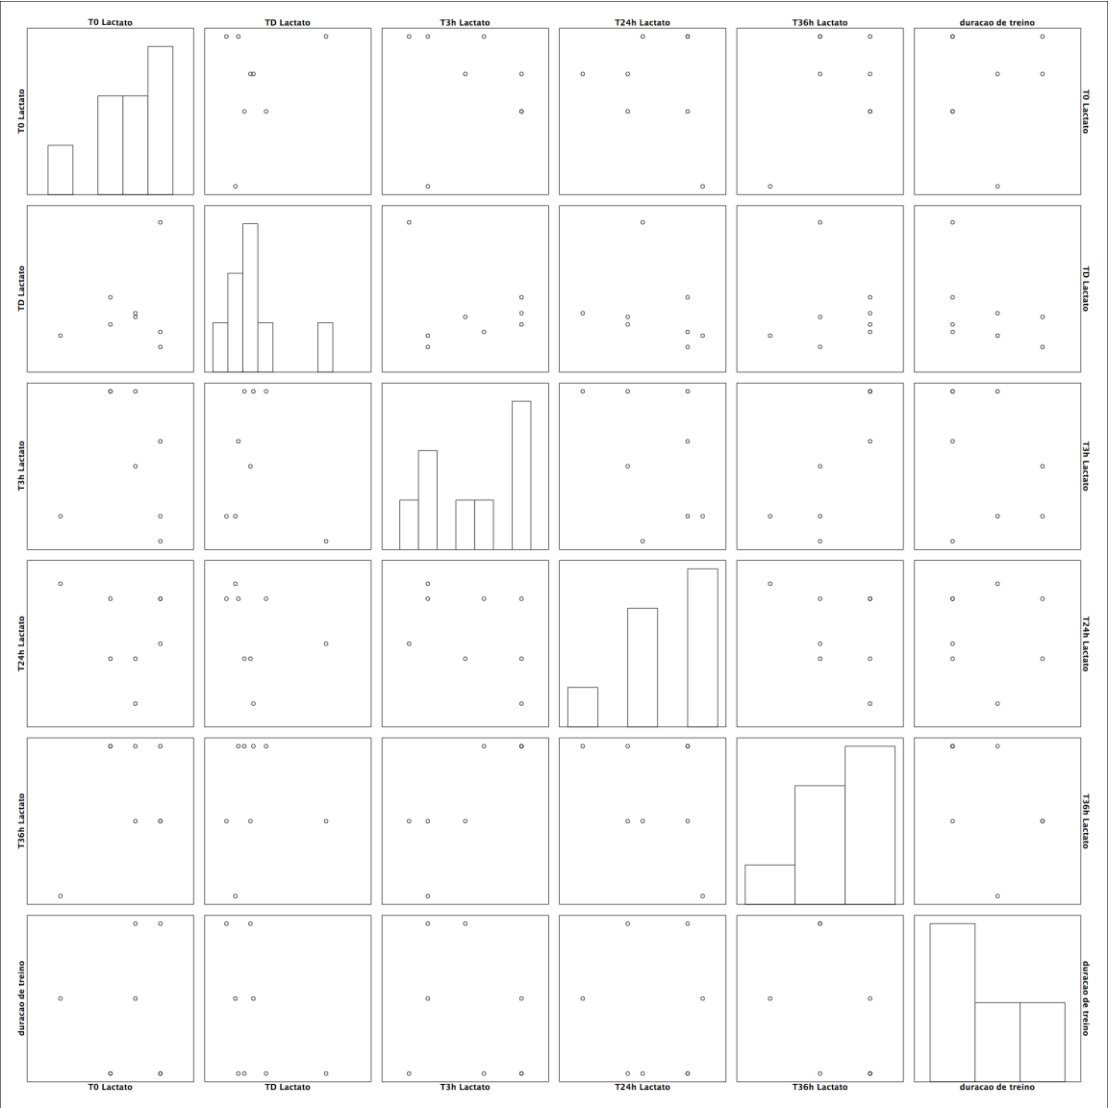 T0 Lactato TD Lactato T3h Lactato T24h Lactato T36h Lactato duracao de treino
T0 Lactato T0 Lactato
TD Lactato TD Lactato
T3h Lactato T3h Lactato
T24h Lactato T24h Lactato
T36h Lactato T36h Lactato
duracao de treino duracao de treino
T0 Lactato TD Lactato T3h Lactato T24h Lactato T36h Lactato duracao de treino